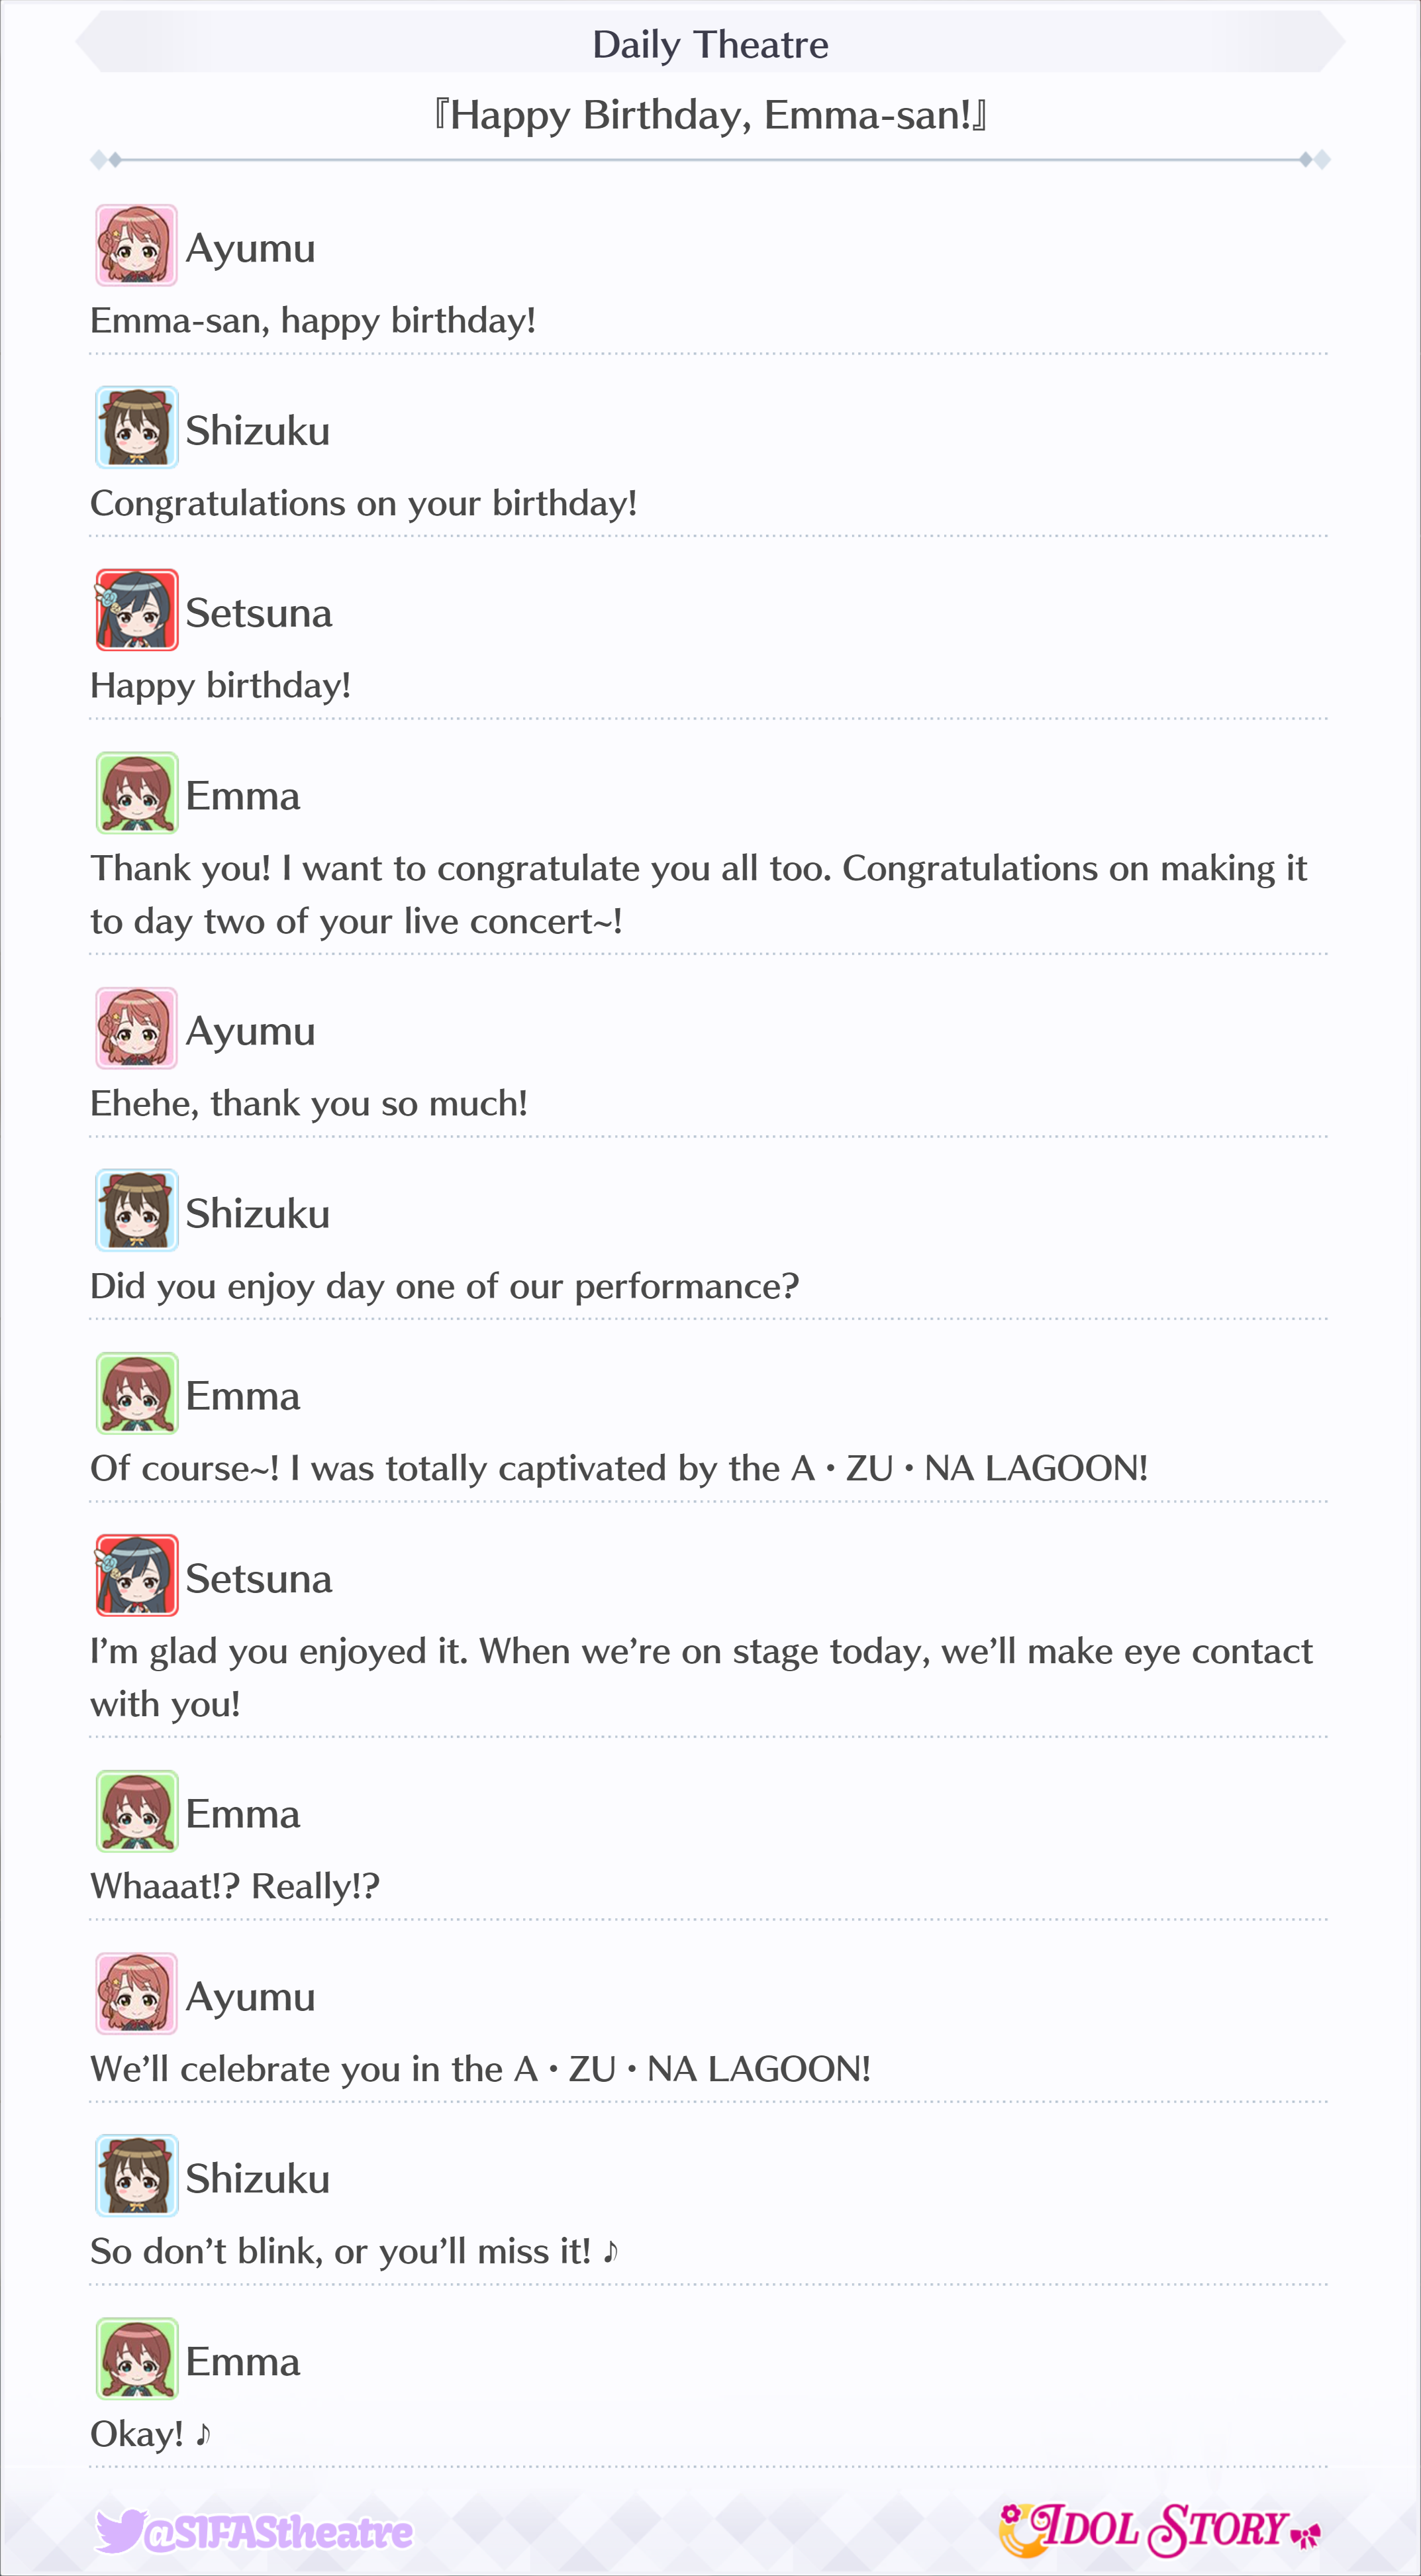 Daily Theatre
『Happy Birthday, Emma-san!』
Ayumu
Emma-san, happy birthday!
Shizuku
Congratulations on your birthday!
Setsuna
Happy birthday!
Emma
Thank you! I want to congratulate you all too. Congratulations on making it
to day two of your live concert~!
Ayumu
Ehehe, thank you so much!
Shizuku
Did you enjoy day one of our performance?
Emma
Of course~! I was totally captivated by the A・ZU・NA LAGOON!
Setsuna
I’m glad you enjoyed it. When we’re on stage today, we’ll make eye contact
with you!
Emma
Whaaat!? Really!?
Ayumu
We’ll celebrate you in the A・ZU・NA LAGOON!
Shizuku
So don’t blink, or you’ll miss it! ♪
Emma
Okay! ♪
@SIFAStheatre
IDOL STORY